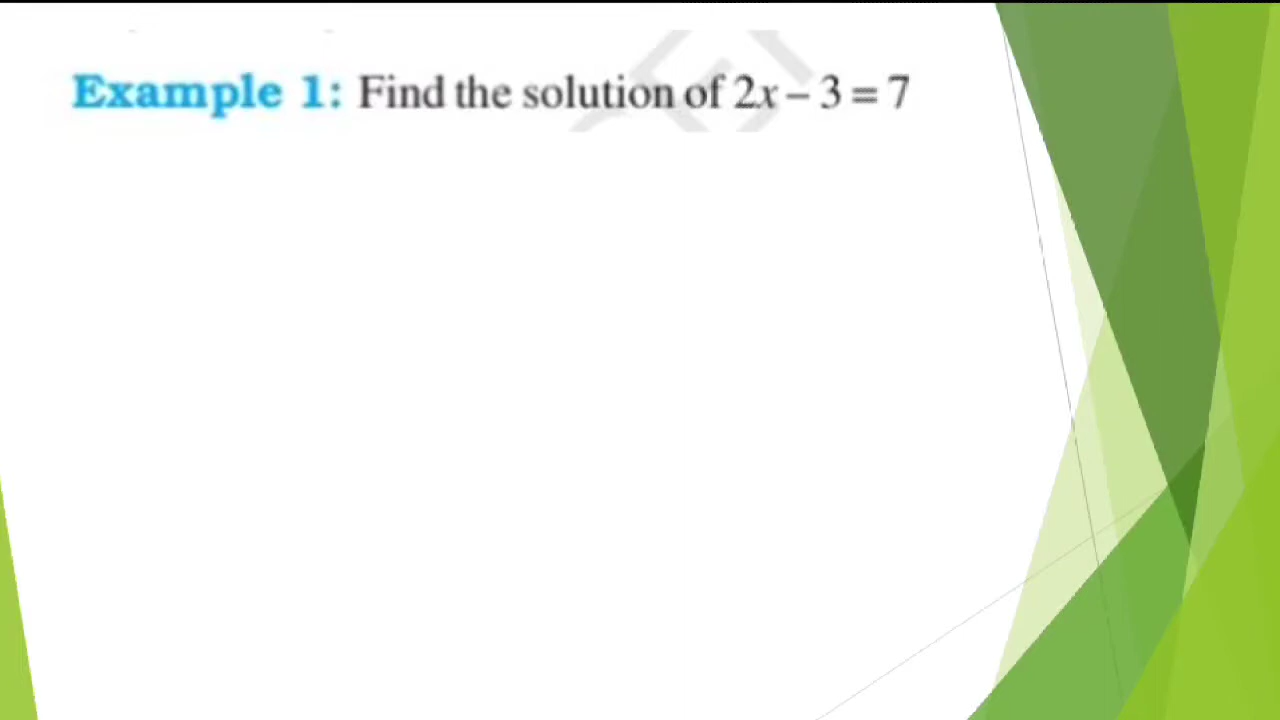 Example 1: Find the solution of 2x – 3 = 7